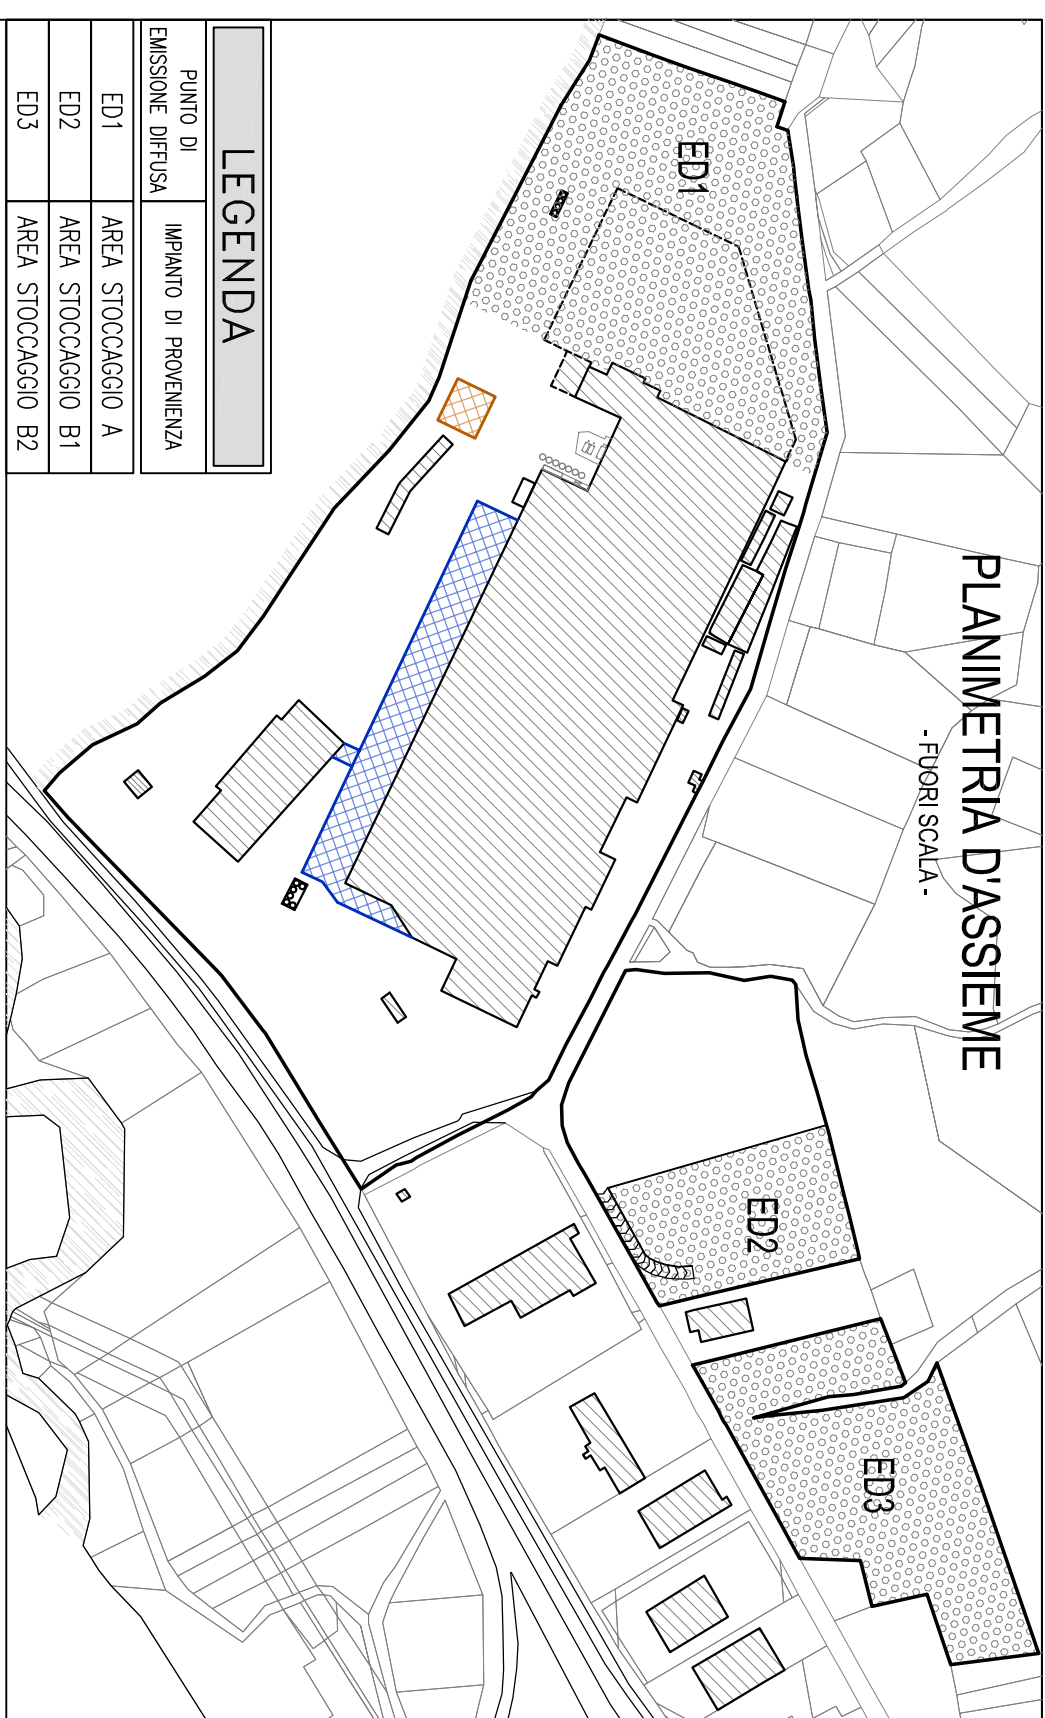 PLANIMETRIA D'ASSIEME
- FUORI SCALA -
ED1
ED2
ED3
LEGENDA
PUNTO DI EMISSIONE DIFFUSA IMPIANTO DI PROVENIENZA
ED1 AREA STOCCAGGIO A
ED2 AREA STOCCAGGIO B1
ED3 AREA STOCCAGGIO B2